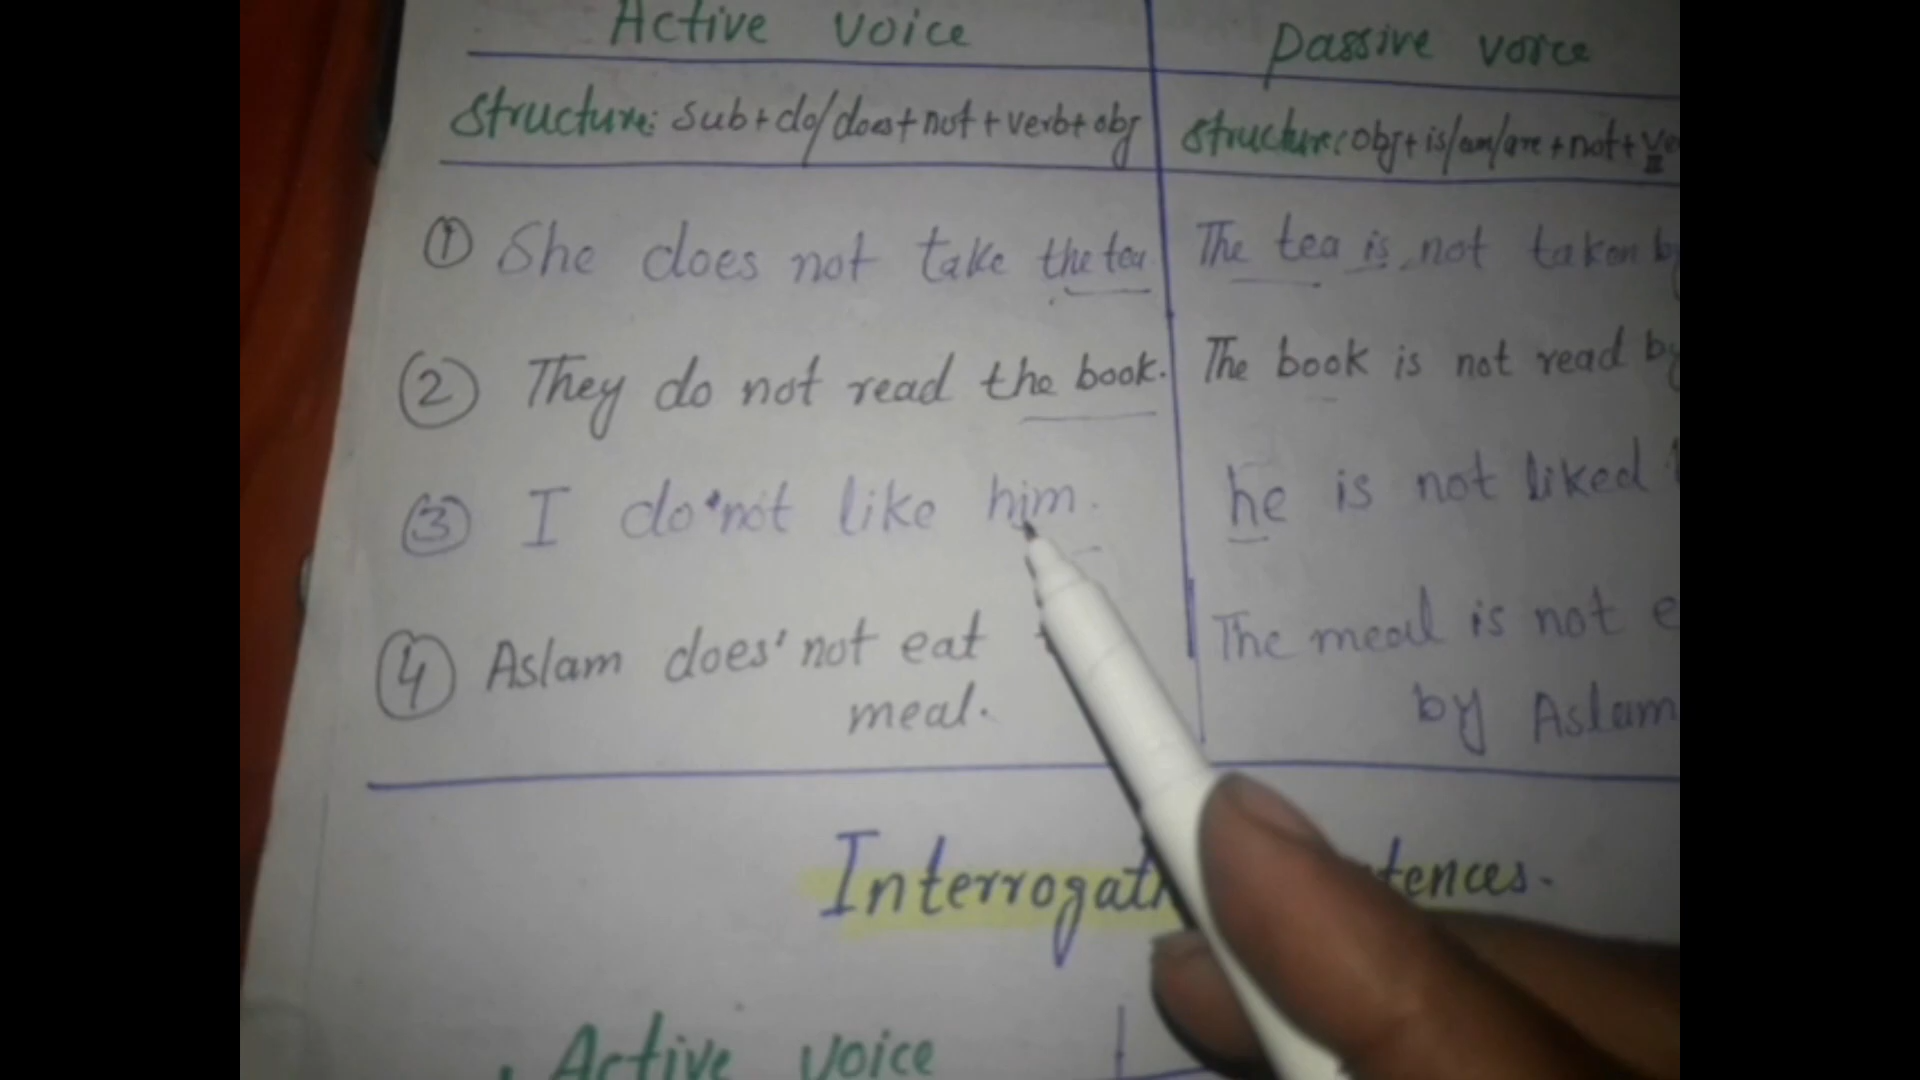 Active voice
passive voice
Structure: sub+do/does+not+verb+obj
Structure: obj+is/am/are+not+
① She does not take the tea
The tea is not taken by
② They do not read the book.
The book is not read by
③ I do not like him.
he is not liked
④ Aslam does not eat
meal.
The meal is not
by Aslam
Active voice